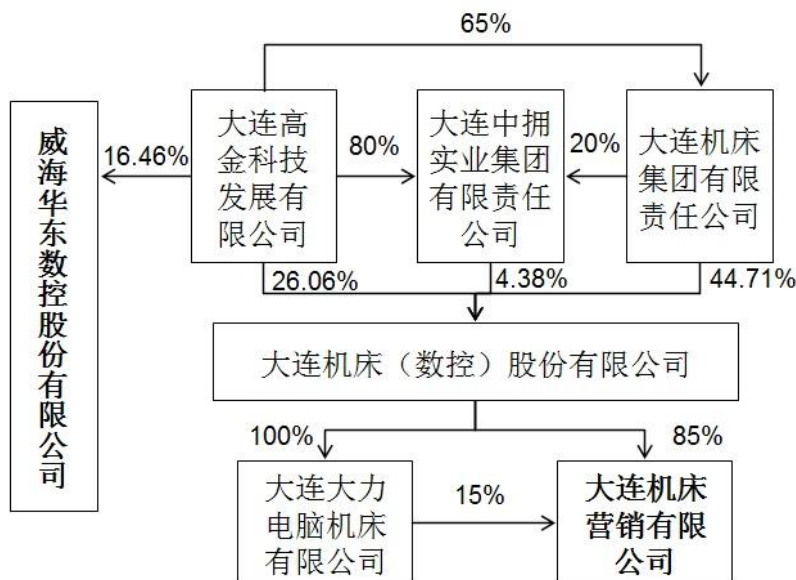 65%
威海华东数控股份有限公司
16.46%
大连高
金科技
发展有
限公司
80%
大连中拥
实业集团
有限责任
公司
20%
大连机床
集团有限
责任公司
26.06%
4.38%
44.71%
大连机床（数控）股份有限公司
100%
85%
大连大力
电脑机床
有限公司
15%
大连机床
营销有限
公司